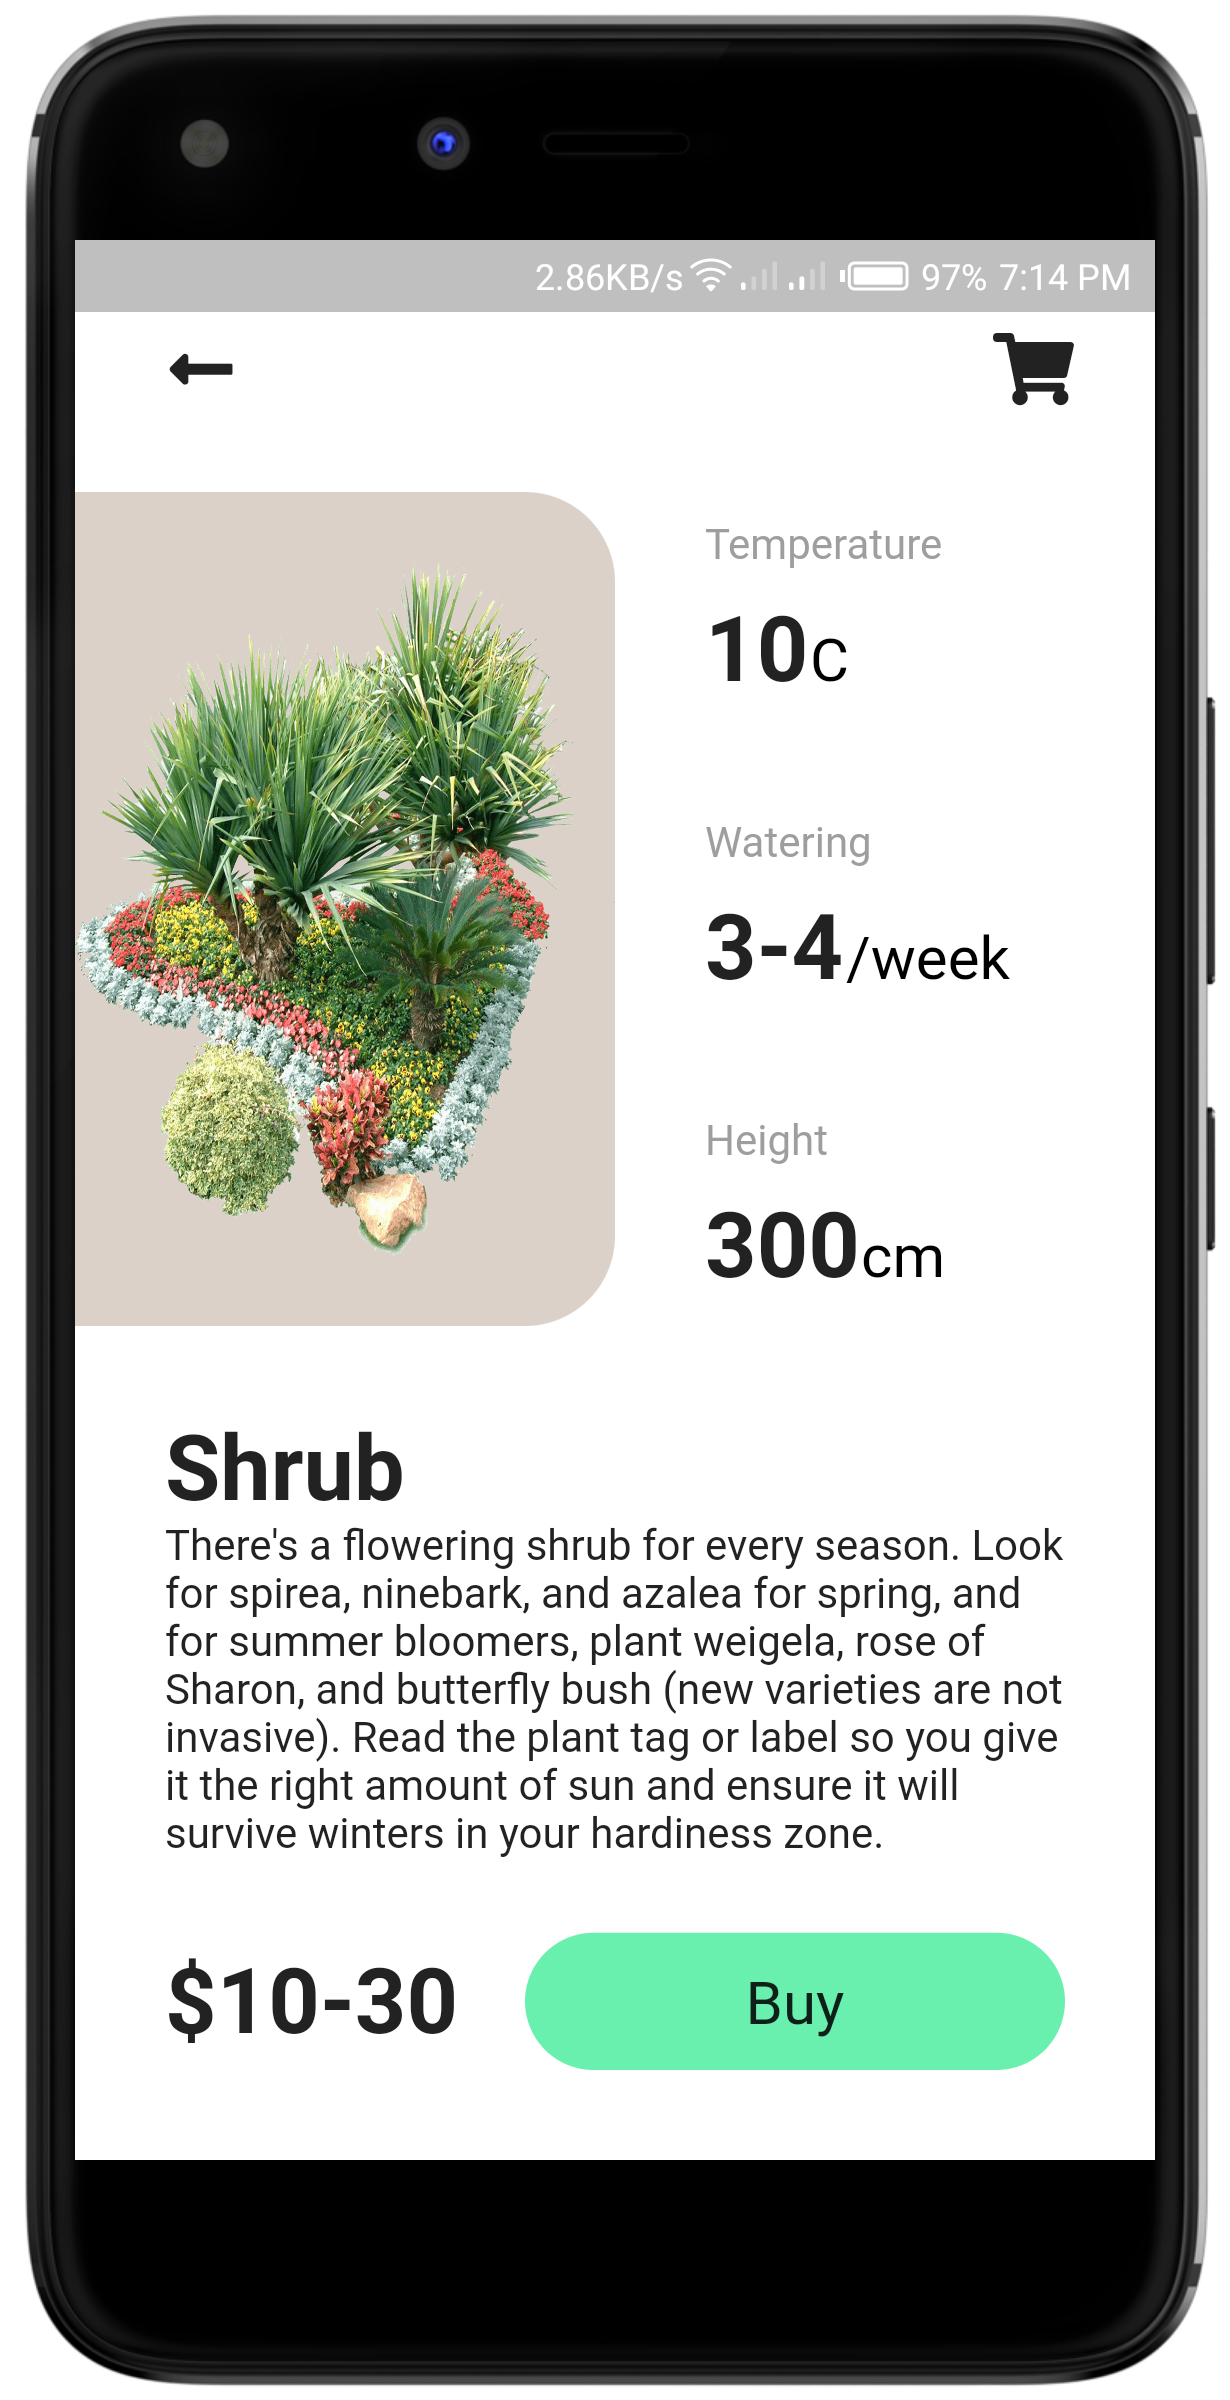 2.86KB/s 97% 7:14 PM
Temperature
10C
Watering
3-4/week
Height
300cm
Shrub
There's a flowering shrub for every season. Look
for spirea, ninebark, and azalea for spring, and
for summer bloomers, plant weigela, rose of
Sharon, and butterfly bush (new varieties are not
invasive). Read the plant tag or label so you give
it the right amount of sun and ensure it will
survive winters in your hardiness zone.
$10-30 Buy